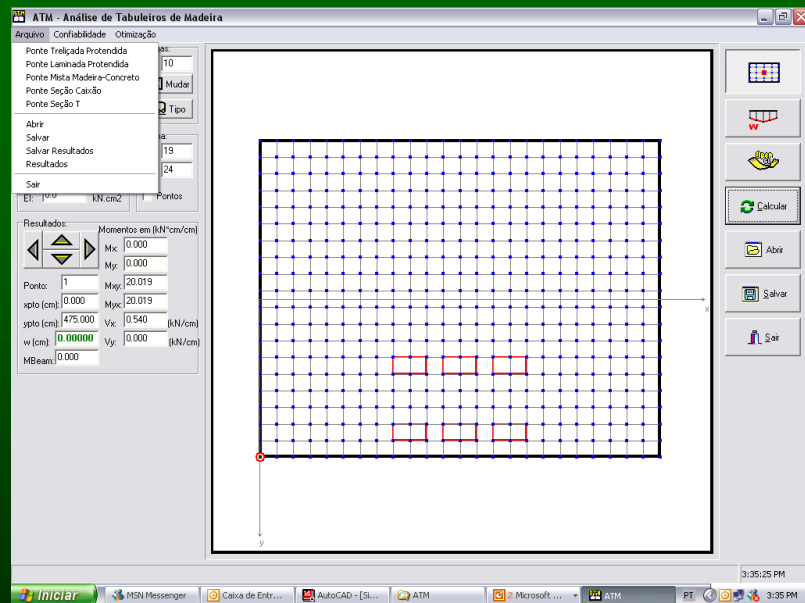 ATM - Análise de Tabuleiros de Madeira
Arquivo Confiabilidade Otimização
Ponte Treliçada Protendida
Ponte Laminada Protendida
Ponte Mista Madeira-Concreto
Ponte Seção Caixão
Ponte Seção T
Abrir
Salvar
Salvar Resultados
Resultados
Sair
10
Mudar
Tipo
19
24
EI: 0.0 kN.cm2
Pontos
Resultados:
Momentos em (kN*cm/cm)
Mx: 0.000
My: 0.000
Ponto: 1
Mxy: 20.019
xpto (cm): 0.000
Myx: 20.019
ypto (cm): 475.000
Vx: 0.540 (kN/cm)
w (cm): 0.00000
Vy: 0.000 (kN/cm)
MBeam: 0.000
x
y
w
Open
Calcular
Abrir
Salvar
Sair
3:35:25 PM
Iniciar
MSN Messenger
Caixa de Entr...
AutoCAD - [Si...
ATM
2 Microsoft ...
ATM
PT
3:35 PM